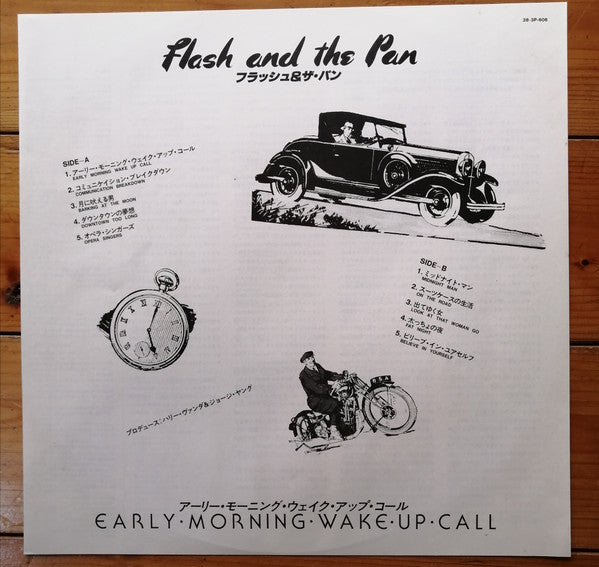 28·3P-608
Flash and the Pan
フラッシュ&ザ・パン
SIDE-A
1. アーリー・モーニング・ウェイク・アップ・コール
EARLY MORNING WAKE UP CALL
2. コミュニケイション・ブレイクダウン
COMMUNICATION BREAKDOWN
3. 月に吠える男
BARKING AT THE MOON
4. ダウンタウンの夢想
DOWNTOWN TOO LONG
5. オペラ・シンガーズ
OPERA SINGERS
SIDE-B
1. ミッドナイト・マン
MIDNIGHT MAN
2. スーツケースの生活
ON THE ROAD
3. 出てゆく女
LOOK AT THAT WOMAN GO
4. 太っちょの夜
FAT NIGHT
5. ビリーブ・イン・ユアセルフ
BELIEVE IN YOURSELF
プロデュース:ハリー・ヴァンダ&ジョージ・ヤング
アーリー・モーニング・ウェイク・アップ・コール
EARLY·MORNING·WAKE·UP·CALL